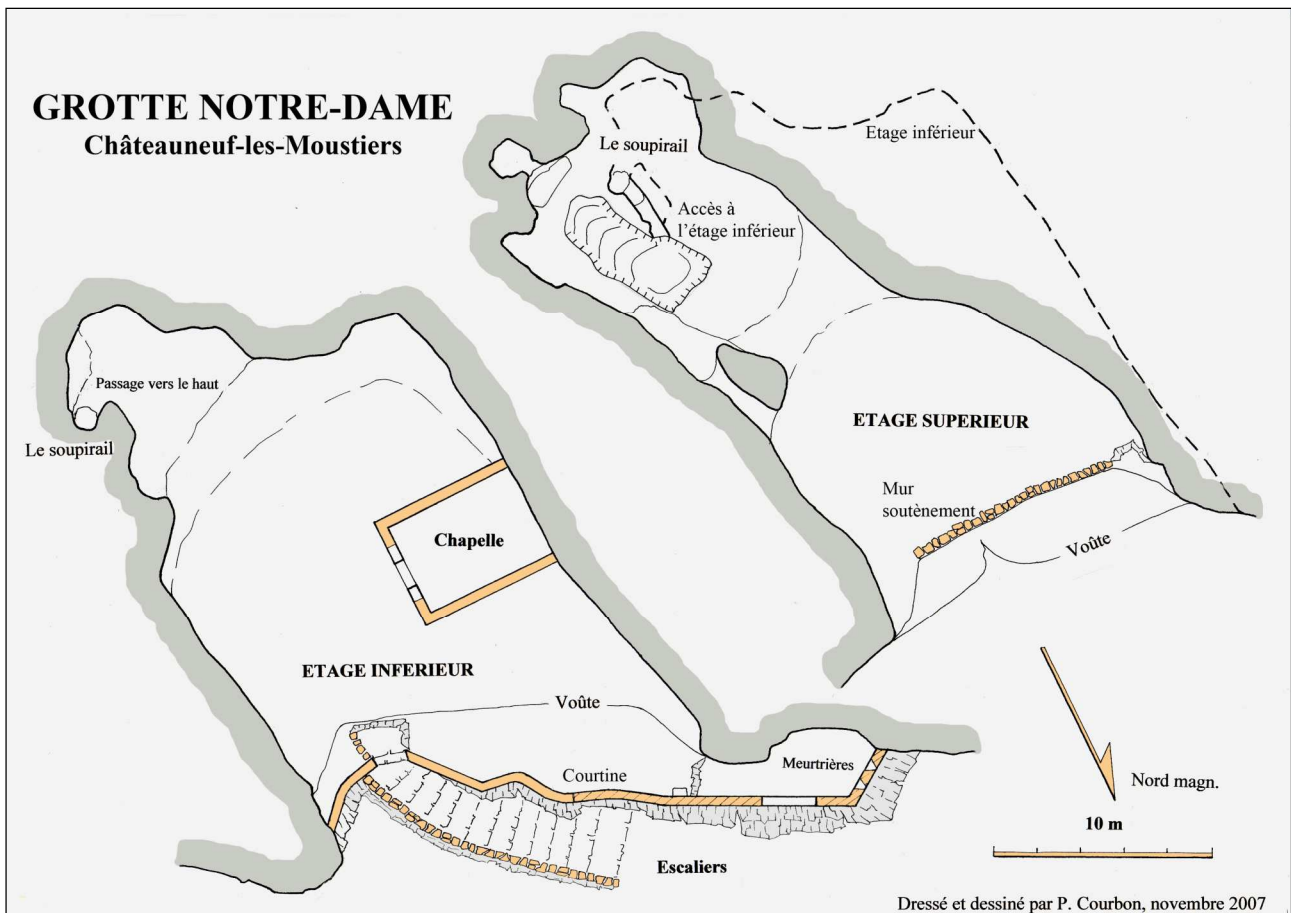 GROTTE NOTRE-DAME
Châteauneuf-les-Moustiers
Le soupirail
Etage inférieur
Accès à
l'étage inférieur
Passage vers le haut
Le soupirail
ETAGE SUPERIEUR
Mur
soutènement
Voûte
Chapelle
ETAGE INFERIEUR
Voûte
Courtine
Meurtrières
Escaliers
Nord magn.
10 m
Dressé et dessiné par P. Courbon, novembre 2007